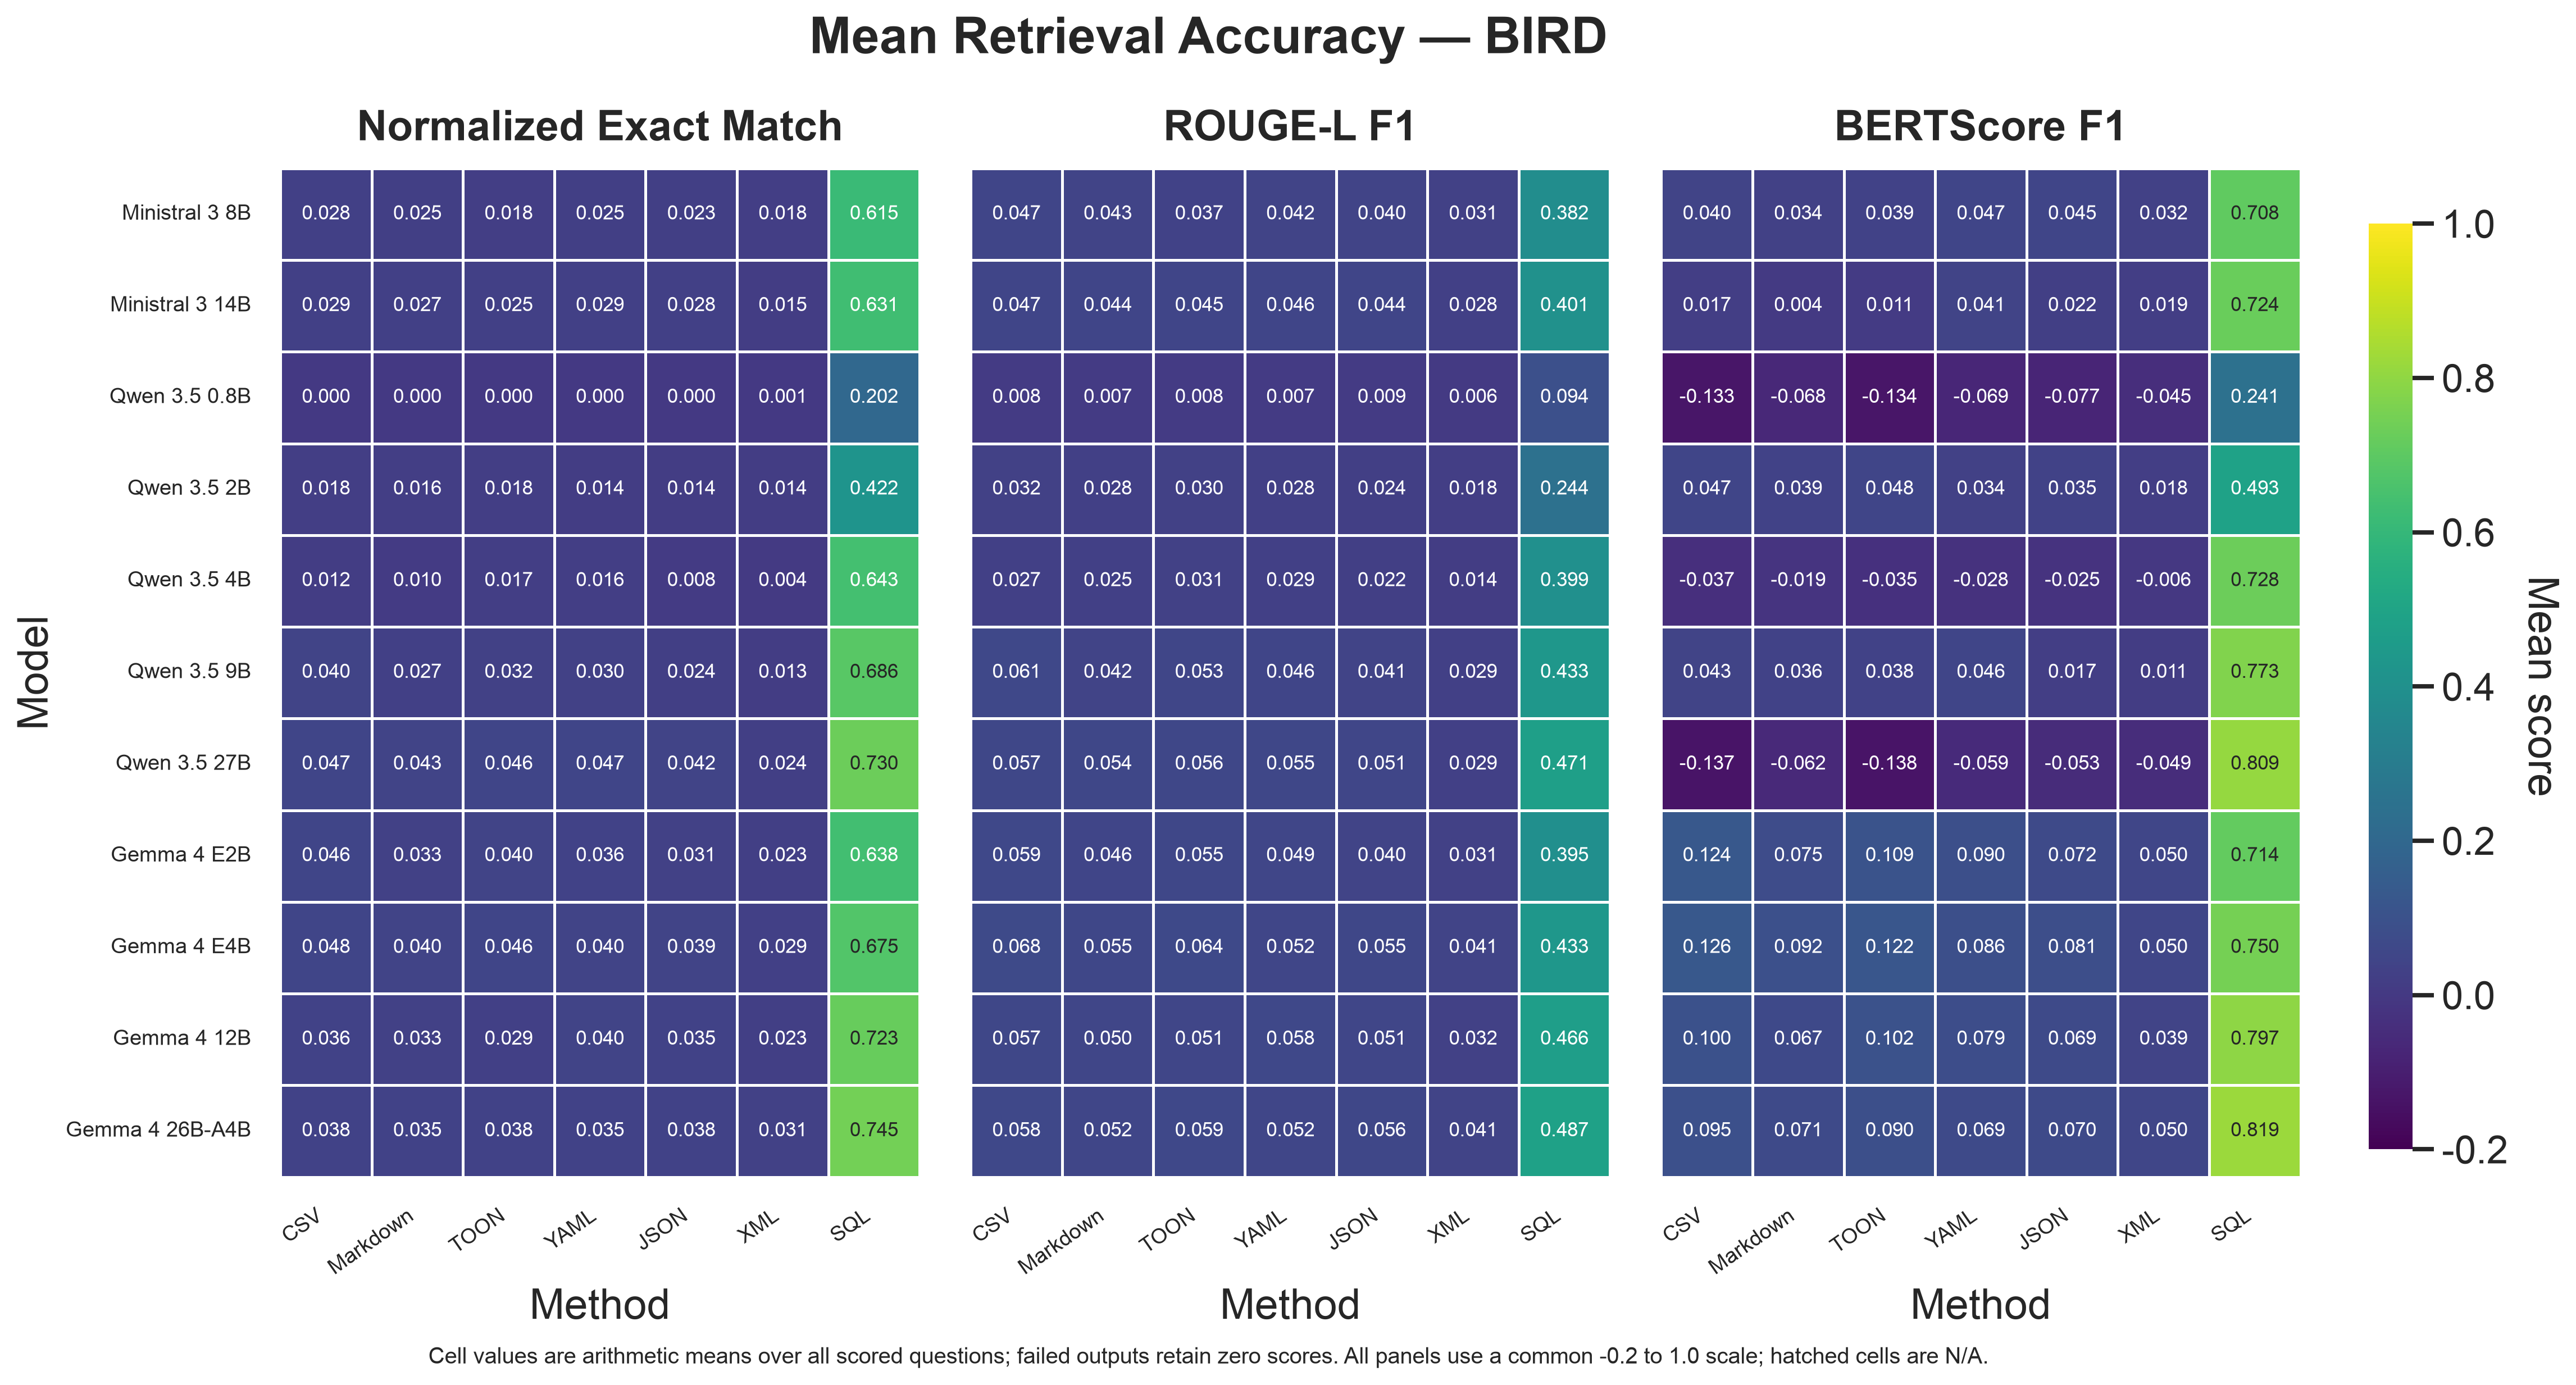 Mean Retrieval Accuracy — BIRD
Normalized Exact Match
ROUGE-L F1
BERTScore F1
Model
Ministral 3 8B 0.028 0.025 0.018 0.025 0.023 0.018 0.615 0.047 0.043 0.037 0.042 0.040 0.031 0.382 0.040 0.034 0.039 0.047 0.045 0.032 0.708
Ministral 3 14B 0.029 0.027 0.025 0.029 0.028 0.015 0.631 0.047 0.044 0.045 0.046 0.044 0.028 0.401 0.017 0.004 0.011 0.041 0.022 0.019 0.724
Qwen 3.5 0.8B 0.000 0.000 0.000 0.000 0.000 0.001 0.202 0.008 0.007 0.008 0.007 0.009 0.006 0.094 -0.133 -0.068 -0.134 -0.069 -0.077 -0.045 0.241
Qwen 3.5 2B 0.018 0.016 0.018 0.014 0.014 0.014 0.422 0.032 0.028 0.030 0.028 0.024 0.018 0.244 0.047 0.039 0.048 0.034 0.035 0.018 0.493
Qwen 3.5 4B 0.012 0.010 0.017 0.016 0.008 0.004 0.643 0.027 0.025 0.031 0.029 0.022 0.014 0.399 -0.037 -0.019 -0.035 -0.028 -0.025 -0.006 0.728
Qwen 3.5 9B 0.040 0.027 0.032 0.030 0.024 0.013 0.686 0.061 0.042 0.053 0.046 0.041 0.029 0.433 0.043 0.036 0.038 0.046 0.017 0.011 0.773
Qwen 3.5 27B 0.047 0.043 0.046 0.047 0.042 0.024 0.730 0.057 0.054 0.056 0.055 0.051 0.029 0.471 -0.137 -0.062 -0.138 -0.059 -0.053 -0.049 0.809
Gemma 4 E2B 0.046 0.033 0.040 0.036 0.031 0.023 0.638 0.059 0.046 0.055 0.049 0.040 0.031 0.395 0.124 0.075 0.109 0.090 0.072 0.050 0.714
Gemma 4 E4B 0.048 0.040 0.046 0.040 0.039 0.029 0.675 0.068 0.055 0.064 0.052 0.055 0.041 0.433 0.126 0.092 0.122 0.086 0.081 0.050 0.750
Gemma 4 12B 0.036 0.033 0.029 0.040 0.035 0.023 0.723 0.057 0.050 0.051 0.058 0.051 0.032 0.466 0.100 0.067 0.102 0.079 0.069 0.039 0.797
Gemma 4 26B-A4B 0.038 0.035 0.038 0.035 0.038 0.031 0.745 0.058 0.052 0.059 0.052 0.056 0.041 0.487 0.095 0.071 0.090 0.069 0.070 0.050 0.819
CSV Markdown TOON YAML JSON XML SQL
CSV Markdown TOON YAML JSON XML SQL
CSV Markdown TOON YAML JSON XML SQL
Method
Method
Method
1.0
0.8
0.6
0.4
0.2
0.0
-0.2
Mean score
Cell values are arithmetic means over all scored questions; failed outputs retain zero scores. All panels use a common -0.2 to 1.0 scale; hatched cells are N/A.